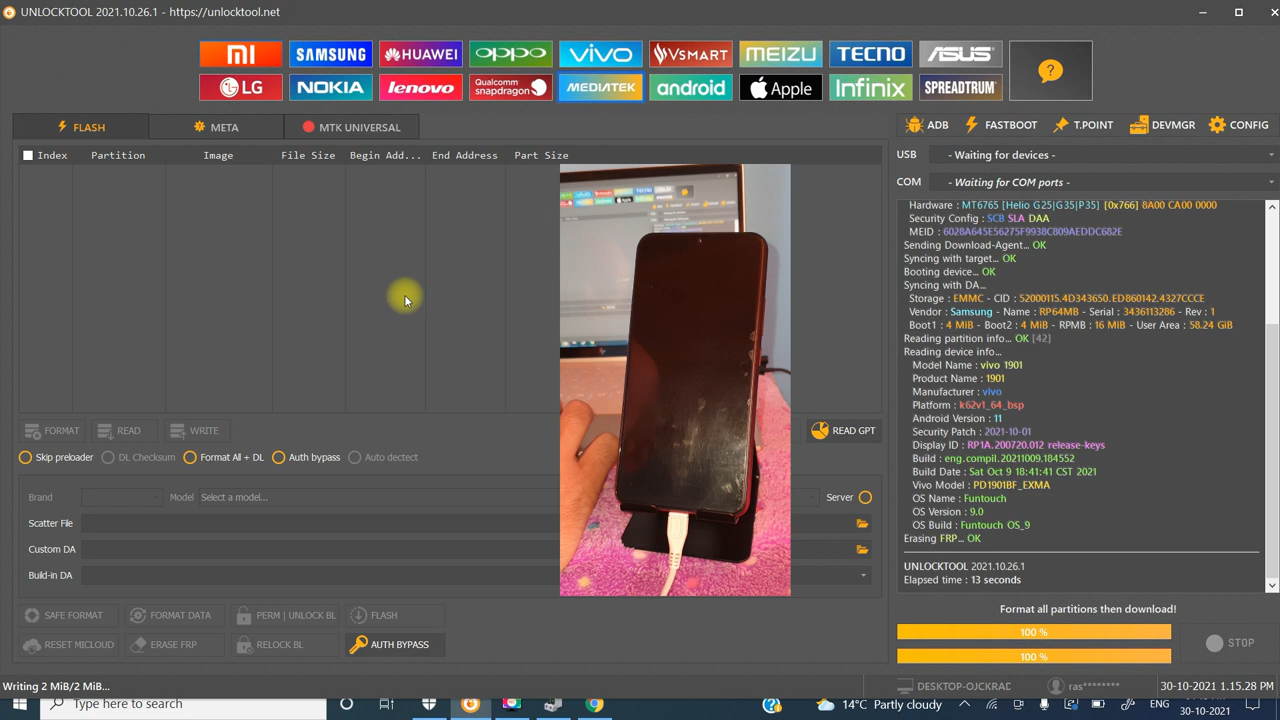 UNLOCKTOOL 2021.10.26.1 - https://unlocktool.net
mi SAMSUNG HUAWEI oppo vivo VSMART MEIZU TECNO ASUS ?
LG NOKIA lenovo Qualcomm snapdragon MEDIATEK android Apple Infinix SPREADTRUM
FLASH META MTK UNIVERSAL
ADB FASTBOOT T.POINT DEVMGR CONFIG
Index Partition Image File Size Begin Add... End Address Part Size
USB - Waiting for devices -
COM - Waiting for COM ports -
Hardware : MT6765 [Helio G25|G35|P35] [0x766] 8A00 CA00 0000
Security Config : SCB SLA DAA
MEID : 6028A645E56275F9938C809AEDDC682E
Sending Download-Agent... OK
Syncing with target... OK
Booting device... OK
Syncing with DA...
Storage : EMMC - CID : 52000115.4D343650.ED860142.4327CCCE
Vendor : Samsung - Name : RP64MB - Serial : 3436113286 - Rev : 1
Boot1 : 4 MiB - Boot2 : 4 MiB - RPMB : 16 MiB - User Area : 58.24 GiB
Reading partition info... OK [42]
Reading device info...
Model Name : vivo 1901
Product Name : 1901
Manufacturer : vivo
Platform : k62v1_64_bsp
Android Version : 11
Security Patch : 2021-10-01
Display ID : RP1A.200720.012 release-keys
Build : eng.compil.20211009.184552
Build Date : Sat Oct 9 18:41:41 CST 2021
Vivo Model : PD1901BF_EXMA
OS Name : Funtouch
OS Version : 9.0
OS Build : Funtouch OS_9
Erasing FRP... OK
UNLOCKTOOL 2021.10.26.1
Elapsed time : 13 seconds
FORMAT READ WRITE READ GPT
Skip preloader DL Checksum Format All + DL Auth bypass Auto dectect
Brand Model Select a model... Server
Scatter File
Custom DA
Build-in DA
SAFE FORMAT FORMAT DATA PERM | UNLOCK BL FLASH
RESET MICLOUD ERASE FRP RELOCK BL AUTH BYPASS
Format all partitions then download!
100 %
100 %
STOP
Writing 2 MiB/2 MiB... DESKTOP-OJCKRAD ras******** 30-10-2021 1.15.28 PM
Type here to search 14°C Partly cloudy ENG 1:15 PM
30-10-2021